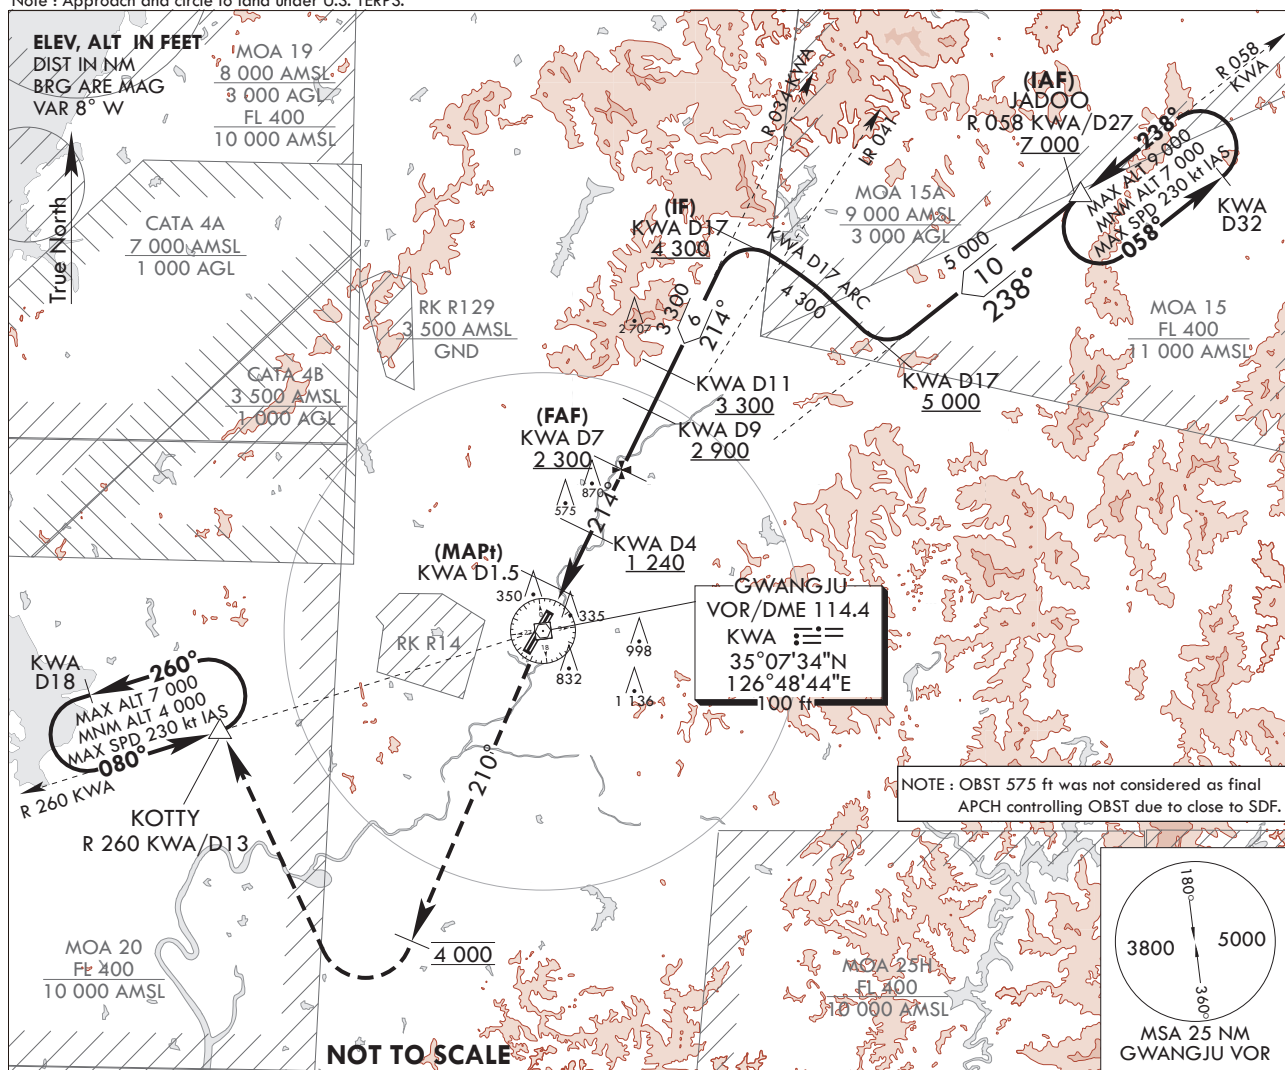 Note : Approach and circle to land under U.S. TERPS.
ELEV, ALT IN FEET
DIST IN NM
BRG ARE MAG
VAR 8° W
True North
MOA 19
8 000 AMSL
3 000 AGL
FL 400
10 000 AMSL
CATA 4A
7 000 AMSL
1 000 AGL
CATA 4B
3 500 AMSL
1 000 AGL
RK R129
3 500 AMSL
GND
R 034 KWA
LR 041
R 058
KWA
(IAF)
JADOO
R 058 KWA/D27
7 000
238°
MAX ALT 9 000
MNM ALT 7 000
MAX SPD 230 kt IAS
058°
KWA
D32
MOA 15A
9 000 AMSL
3 000 AGL
MOA 15
FL 400
11 000 AMSL
(IF)
KWA D17
4 300
KWA D17 ARC
4 300
5 000
10
238°
KWA D17
5 000
3 300
6
214°
2 707
KWA D11
3 300
KWA D9
2 900
(FAF)
KWA D7
2 300
870
575
214°
KWA D4
1 240
(MAPt)
KWA D1.5
350
335
832
998
1 136
18
GWANGJU
VOR/DME 114.4
KWA
35°07'34"N
126°48'44"E
100 ft
RK R14
KWA
D18
260°
MAX ALT 7 000
MNM ALT 4 000
MAX SPD 230 kt IAS
080°
R 260 KWA
KOTTY
R 260 KWA/D13
210°
4 000
NOTE : OBST 575 ft was not considered as final
APCH controlling OBST due to close to SDF.
MOA 20
FL 400
10 000 AMSL
MOA 25H
FL 400
10 000 AMSL
180°
3800
5000
360°
MSA 25 NM
GWANGJU VOR
NOT TO SCALE